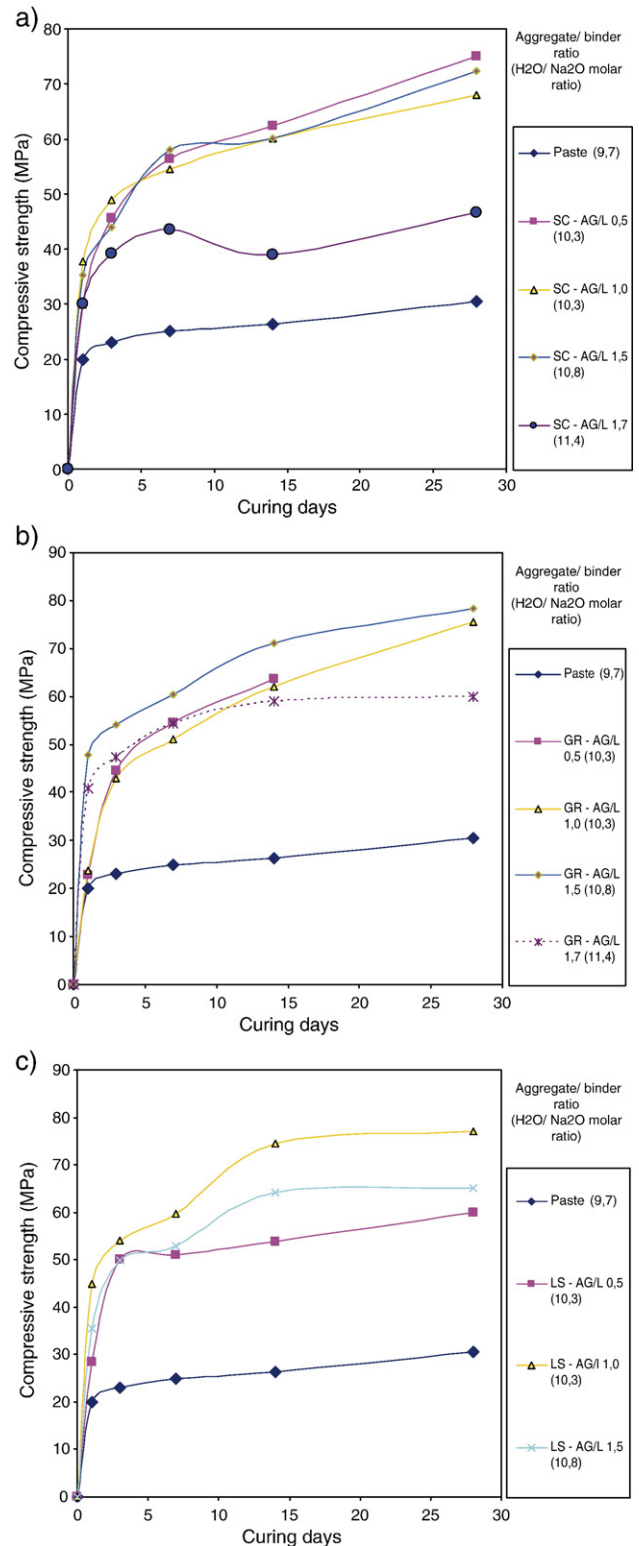 a)
Aggregate/ binder
ratio
(H2O/ Na2O molar
ratio)
80
70
60
50
40
30
20
10
0
Compressive strength (MPa)
0
5
10
15
20
25
30
Curing days
Paste (9,7)
SC - AG/L 0,5
(10,3)
SC - AG/L 1,0
(10,3)
SC - AG/L 1,5
(10,8)
SC - AG/L 1,7
(11,4)
b)
Aggregate/ binder
ratio
(H2O/ Na2O molar
ratio)
90
80
70
60
50
40
30
20
10
0
Compressive strength (MPa)
0
5
10
15
20
25
30
Curing days
Paste (9,7)
GR - AG/L
0,5 (10,3)
GR - AG/L
1,0 (10,3)
GR - AG/L
1,5 (10,8)
GR - AG/L
1,7 (11,4)
c)
Aggregate/ binder
ratio
(H2O/ Na2O molar
ratio)
90
80
70
60
50
40
30
20
10
0
Compressive strength (MPa)
0
5
10
15
20
25
30
Curing days
Paste (9,7)
LS - AG/L 0,5
(10,3)
LS - AG/l 1,0
(10,3)
LS - AG/L 1,5
(10,8)